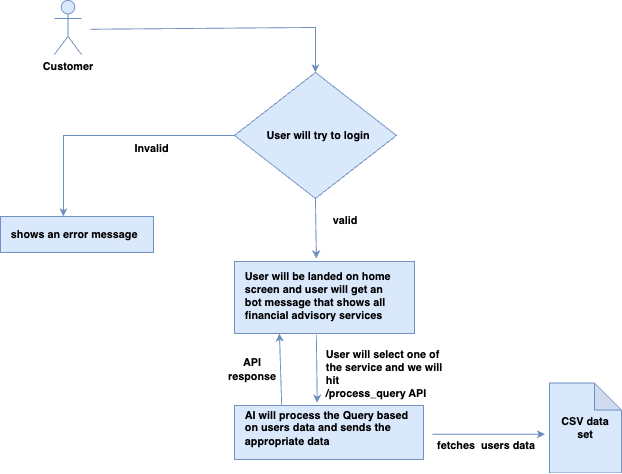 Customer
User will try to login
Invalid
valid
shows an error message
User will be landed on home
screen and user will get an
bot message that shows all
financial advisory services
API
response
User will select one of
the service and we will
hit
/process_query API
AI will process the Query based
on users data and sends the
appropriate data
fetches users data
CSV data
set